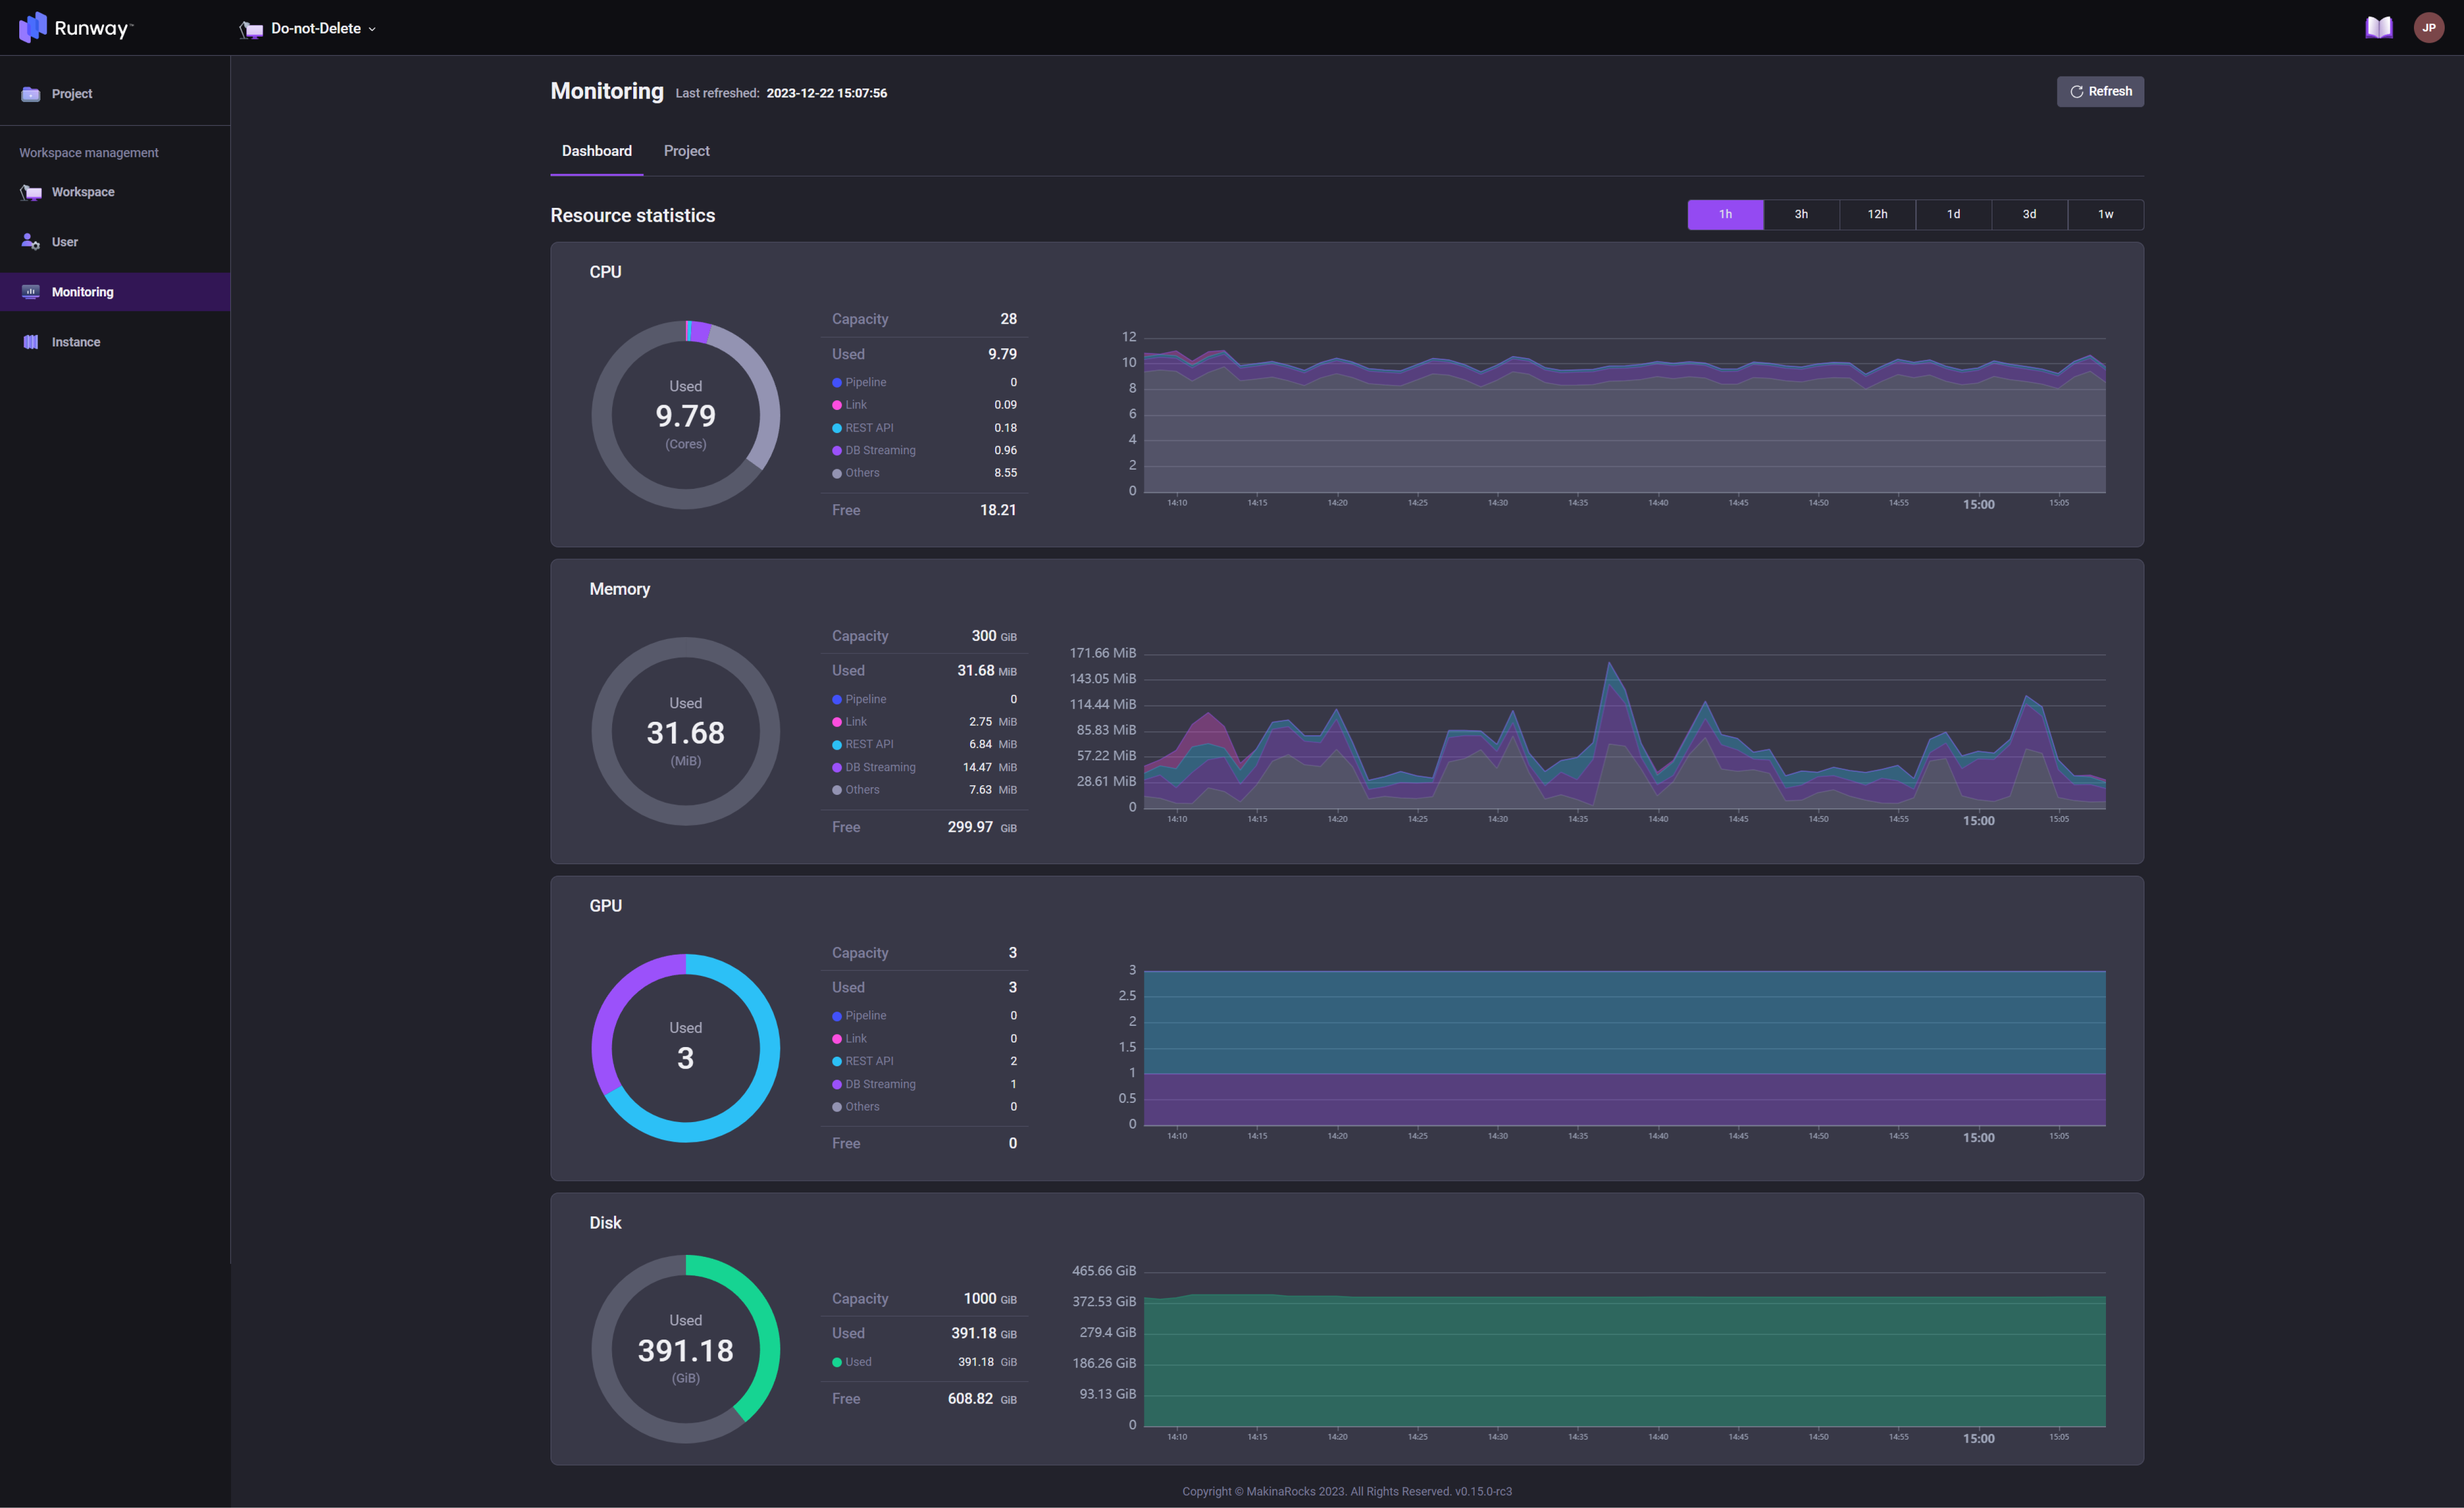 Runway™
Do-not-Delete
JP
Project
Workspace management
Workspace
User
Monitoring
Instance
Monitoring Last refreshed: 2023-12-22 15:07:56
Refresh
Dashboard Project
Resource statistics
1h 3h 12h 1d 3d 1w
CPU
Used
9.79
(Cores)
Capacity 28
Used 9.79
Pipeline 0
Link 0.09
REST API 0.18
DB Streaming 0.96
Others 8.55
Free 18.21
12
10
8
6
4
2
0
14:10 14:15 14:20 14:25 14:30 14:35 14:40 14:45 14:50 14:55 15:00 15:05
Memory
Used
31.68
(MiB)
Capacity 300 GiB
Used 31.68 MiB
Pipeline 0
Link 2.75 MiB
REST API 6.84 MiB
DB Streaming 14.47 MiB
Others 7.63 MiB
Free 299.97 GiB
171.66 MiB
143.05 MiB
114.44 MiB
85.83 MiB
57.22 MiB
28.61 MiB
0
14:10 14:15 14:20 14:25 14:30 14:35 14:40 14:45 14:50 14:55 15:00 15:05
GPU
Used
3
Capacity 3
Used 3
Pipeline 0
Link 0
REST API 2
DB Streaming 1
Others 0
Free 0
3
2.5
2
1.5
1
0.5
0
14:10 14:15 14:20 14:25 14:30 14:35 14:40 14:45 14:50 14:55 15:00 15:05
Disk
Used
391.18
(GiB)
Capacity 1000 GiB
Used 391.18 GiB
Used 391.18 GiB
Free 608.82 GiB
465.66 GiB
372.53 GiB
279.4 GiB
186.26 GiB
93.13 GiB
0
14:10 14:15 14:20 14:25 14:30 14:35 14:40 14:45 14:50 14:55 15:00 15:05
Copyright © MakinaRocks 2023. All Rights Reserved. v0.15.0-rc3